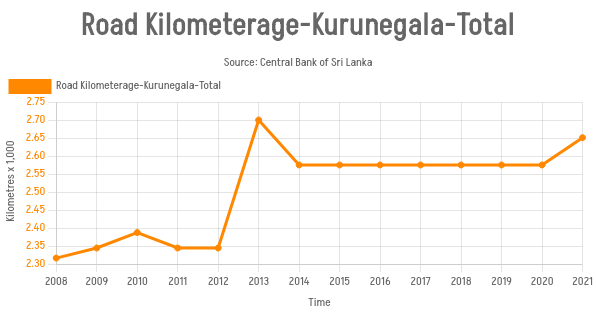 Road Kilometerage-Kurunegala-Total
Source: Central Bank of Sri Lanka
Road Kilometerage-Kurunegala-Total
Kilometres x 1,000
2.75
2.70
2.65
2.60
2.55
2.50
2.45
2.40
2.35
2.30
2008 2009 2010 2011 2012 2013 2014 2015 2016 2017 2018 2019 2020 2021
Time